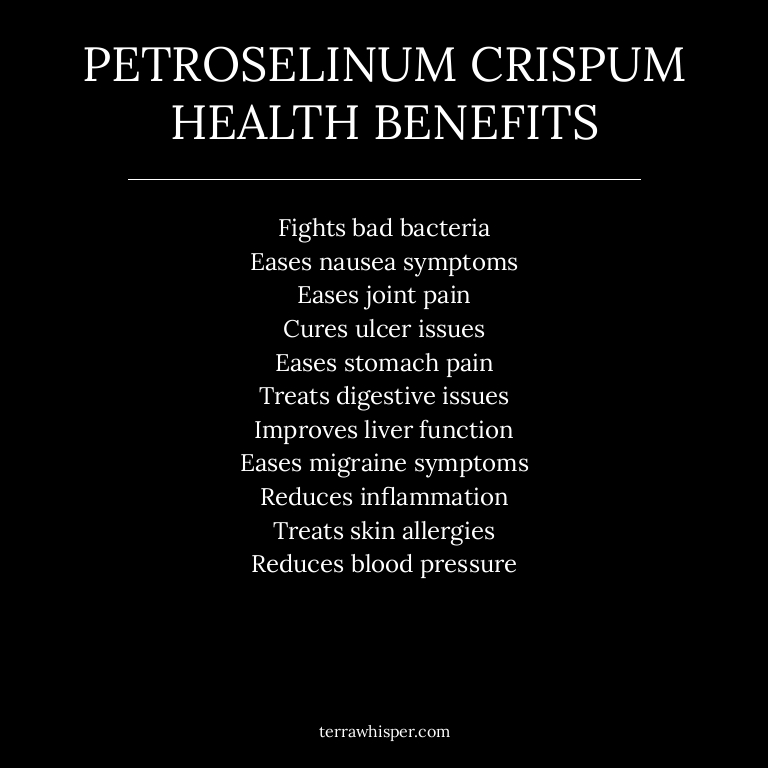 PETROSELINUM CRISPUM
HEALTH BENEFITS
Fights bad bacteria
Eases nausea symptoms
Eases joint pain
Cures ulcer issues
Eases stomach pain
Treats digestive issues
Improves liver function
Eases migraine symptoms
Reduces inflammation
Treats skin allergies
Reduces blood pressure
terrawhisper.com